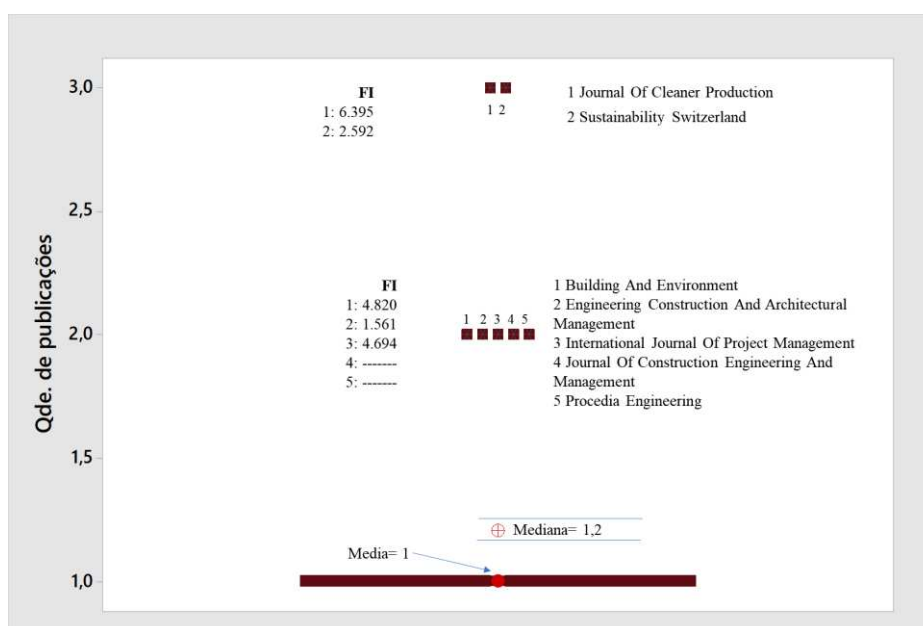 Qde. de publicações
3,0
2,5
2,0
1,5
1,0
FI
1: 6.395
2: 2.592
1 2
1 Journal Of Cleaner Production
2 Sustainability Switzerland
FI
1: 4.820
2: 1.561
3: 4.694
4: -------
5: -------
1 2 3 4 5
1 Building And Environment
2 Engineering Construction And Architectural
Management
3 International Journal Of Project Management
4 Journal Of Construction Engineering And
Management
5 Procedia Engineering
Mediana= 1,2
Media= 1